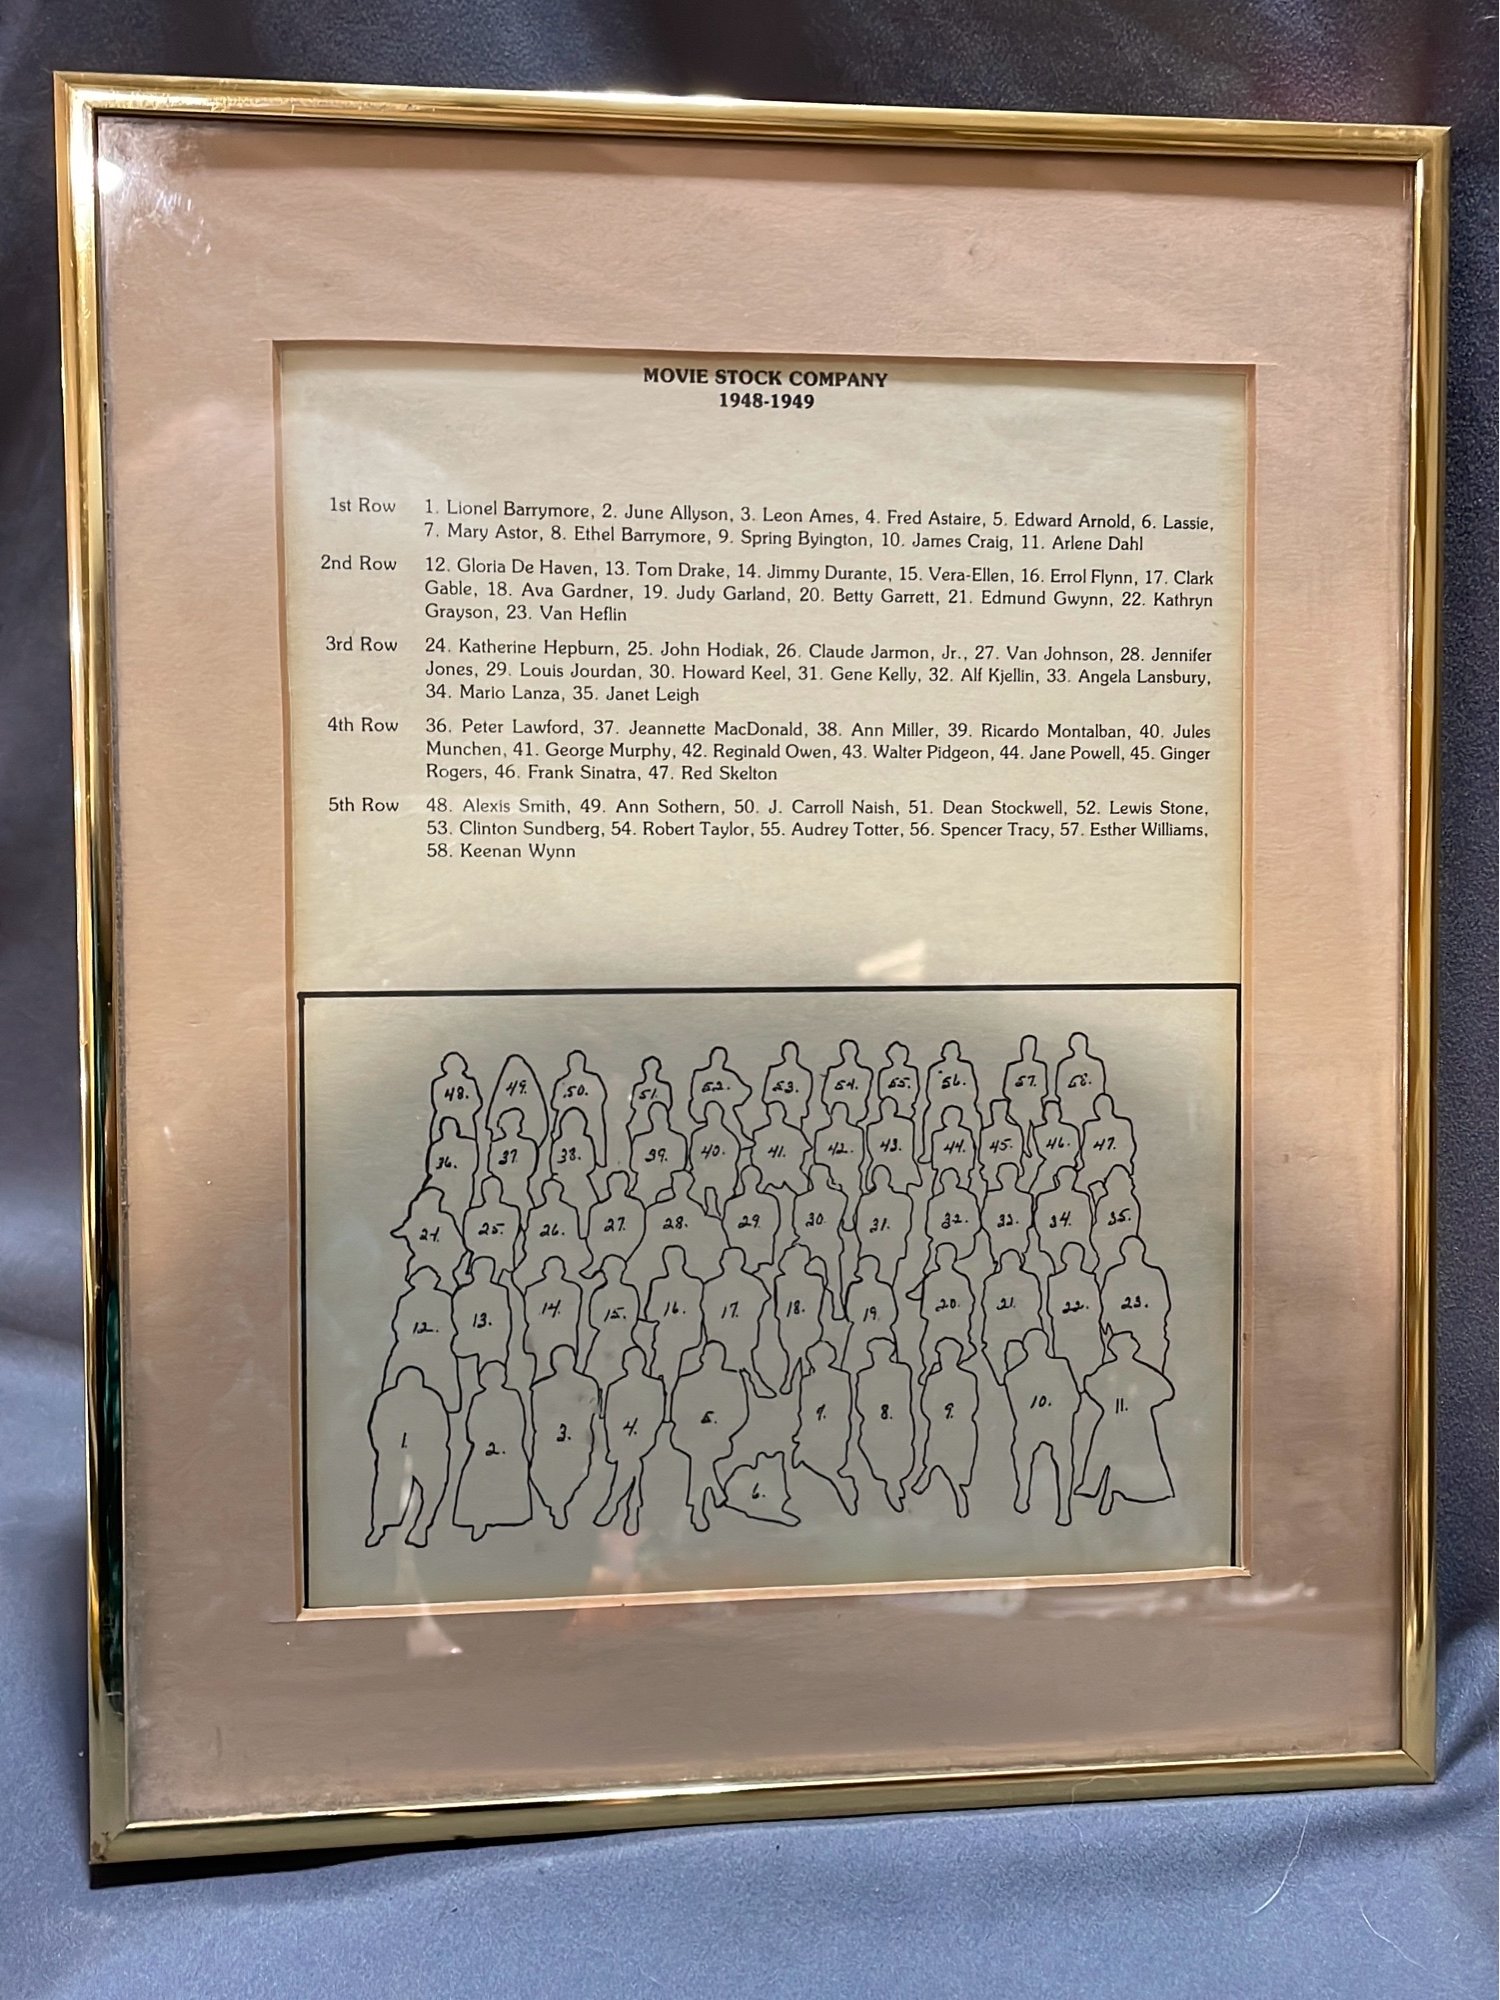 MOVIE STOCK COMPANY
1948-1949
1st Row 1. Lionel Barrymore, 2. June Allyson, 3. Leon Ames, 4. Fred Astaire, 5. Edward Arnold, 6. Lassie,
7. Mary Astor, 8. Ethel Barrymore, 9. Spring Byington, 10. James Craig, 11. Arlene Dahl
2nd Row 12. Gloria De Haven, 13. Tom Drake, 14. Jimmy Durante, 15. Vera-Ellen, 16. Errol Flynn, 17. Clark
Gable, 18. Ava Gardner, 19. Judy Garland, 20. Betty Garrett, 21. Edmund Gwynn, 22. Kathryn
Grayson, 23. Van Heflin
3rd Row 24. Katherine Hepburn, 25. John Hodiak, 26. Claude Jarmon, Jr., 27. Van Johnson, 28. Jennifer
Jones, 29. Louis Jourdan, 30. Howard Keel, 31. Gene Kelly, 32. Alf Kjellin, 33. Angela Lansbury,
34. Mario Lanza, 35. Janet Leigh
4th Row 36. Peter Lawford, 37. Jeannette MacDonald, 38. Ann Miller, 39. Ricardo Montalban, 40. Jules
Munchen, 41. George Murphy, 42. Reginald Owen, 43. Walter Pidgeon, 44. Jane Powell, 45. Ginger
Rogers, 46. Frank Sinatra, 47. Red Skelton
5th Row 48. Alexis Smith, 49. Ann Sothern, 50. J. Carroll Naish, 51. Dean Stockwell, 52. Lewis Stone,
53. Clinton Sundberg, 54. Robert Taylor, 55. Audrey Totter, 56. Spencer Tracy, 57. Esther Williams,
58. Keenan Wynn
48. 49. 50. 51. 52. 53. 54. 55. 56. 57. 58.
36. 37. 38. 39. 40. 41. 42. 43. 44. 45. 46. 47.
24. 25. 26. 27. 28. 29. 30. 31. 32. 33. 34. 35.
12. 13. 14. 15. 16. 17. 18. 19. 20. 21. 22. 23.
1. 2. 3. 4. 5. 6. 7. 8. 9. 10. 11.